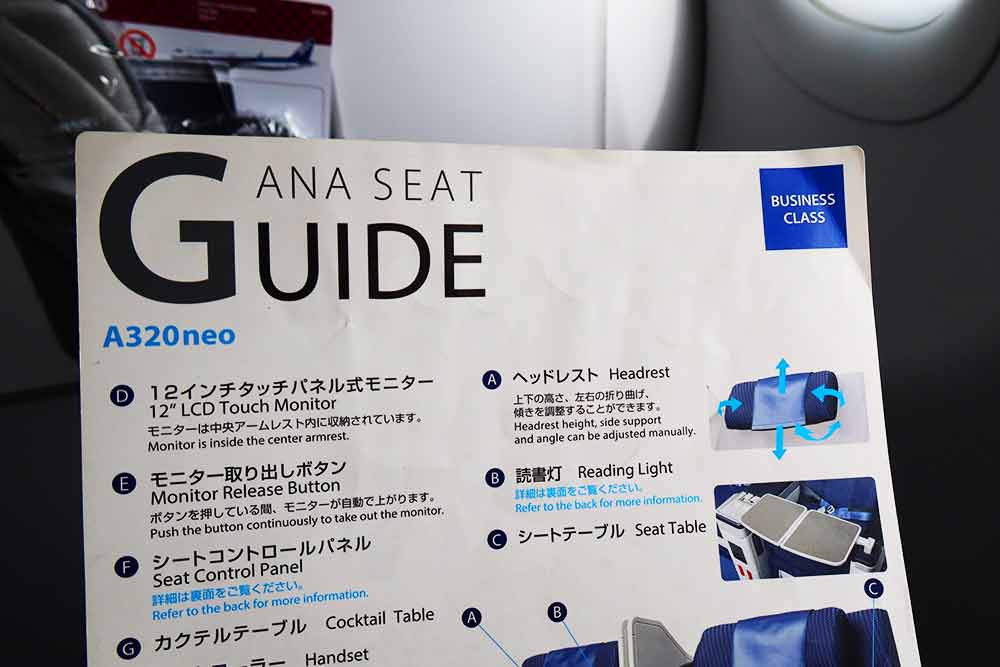 ANA SEAT
GUIDE
BUSINESS
CLASS
A320neo
D 12インチタッチパネル式モニター
12" LCD Touch Monitor
モニターは中央アームレスト内に収納されています。
Monitor is inside the center armrest.
E モニター取り出しボタン
Monitor Release Button
ボタンを押している間、モニターが自動で上がります。
Push the button continuously to take out the monitor.
F シートコントロールパネル
Seat Control Panel
詳細は裏面をご覧ください。
Refer to the back for more information.
G カクテルテーブル Cocktail Table
Handset
A ヘッドレスト Headrest
上下の高さ、左右の折り曲げ、
傾きを調整することができます。
Headrest height, side support
and angle can be adjusted manually.
B 読書灯 Reading Light
詳細は裏面をご覧ください。
Refer to the back for more information.
C シートテーブル Seat Table
A
B
C